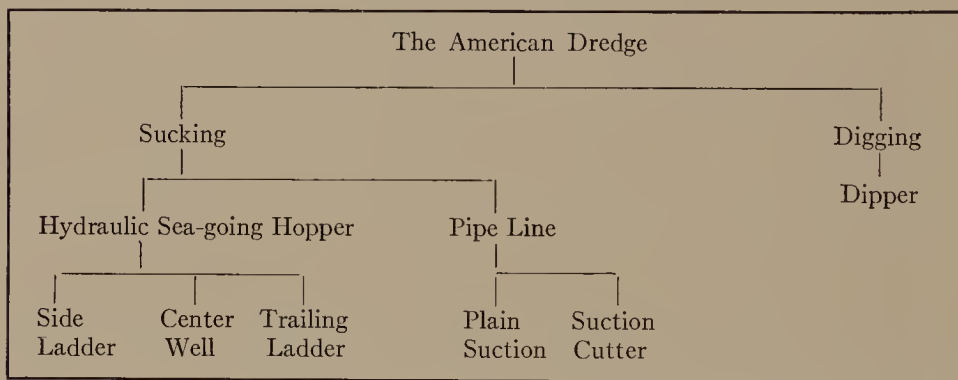 The American Dredge
Sucking Digging
Dipper
Hydraulic Sea-going Hopper Pipe Line
Side Center Trailing Plain Suction
Ladder Well Ladder Suction Cutter